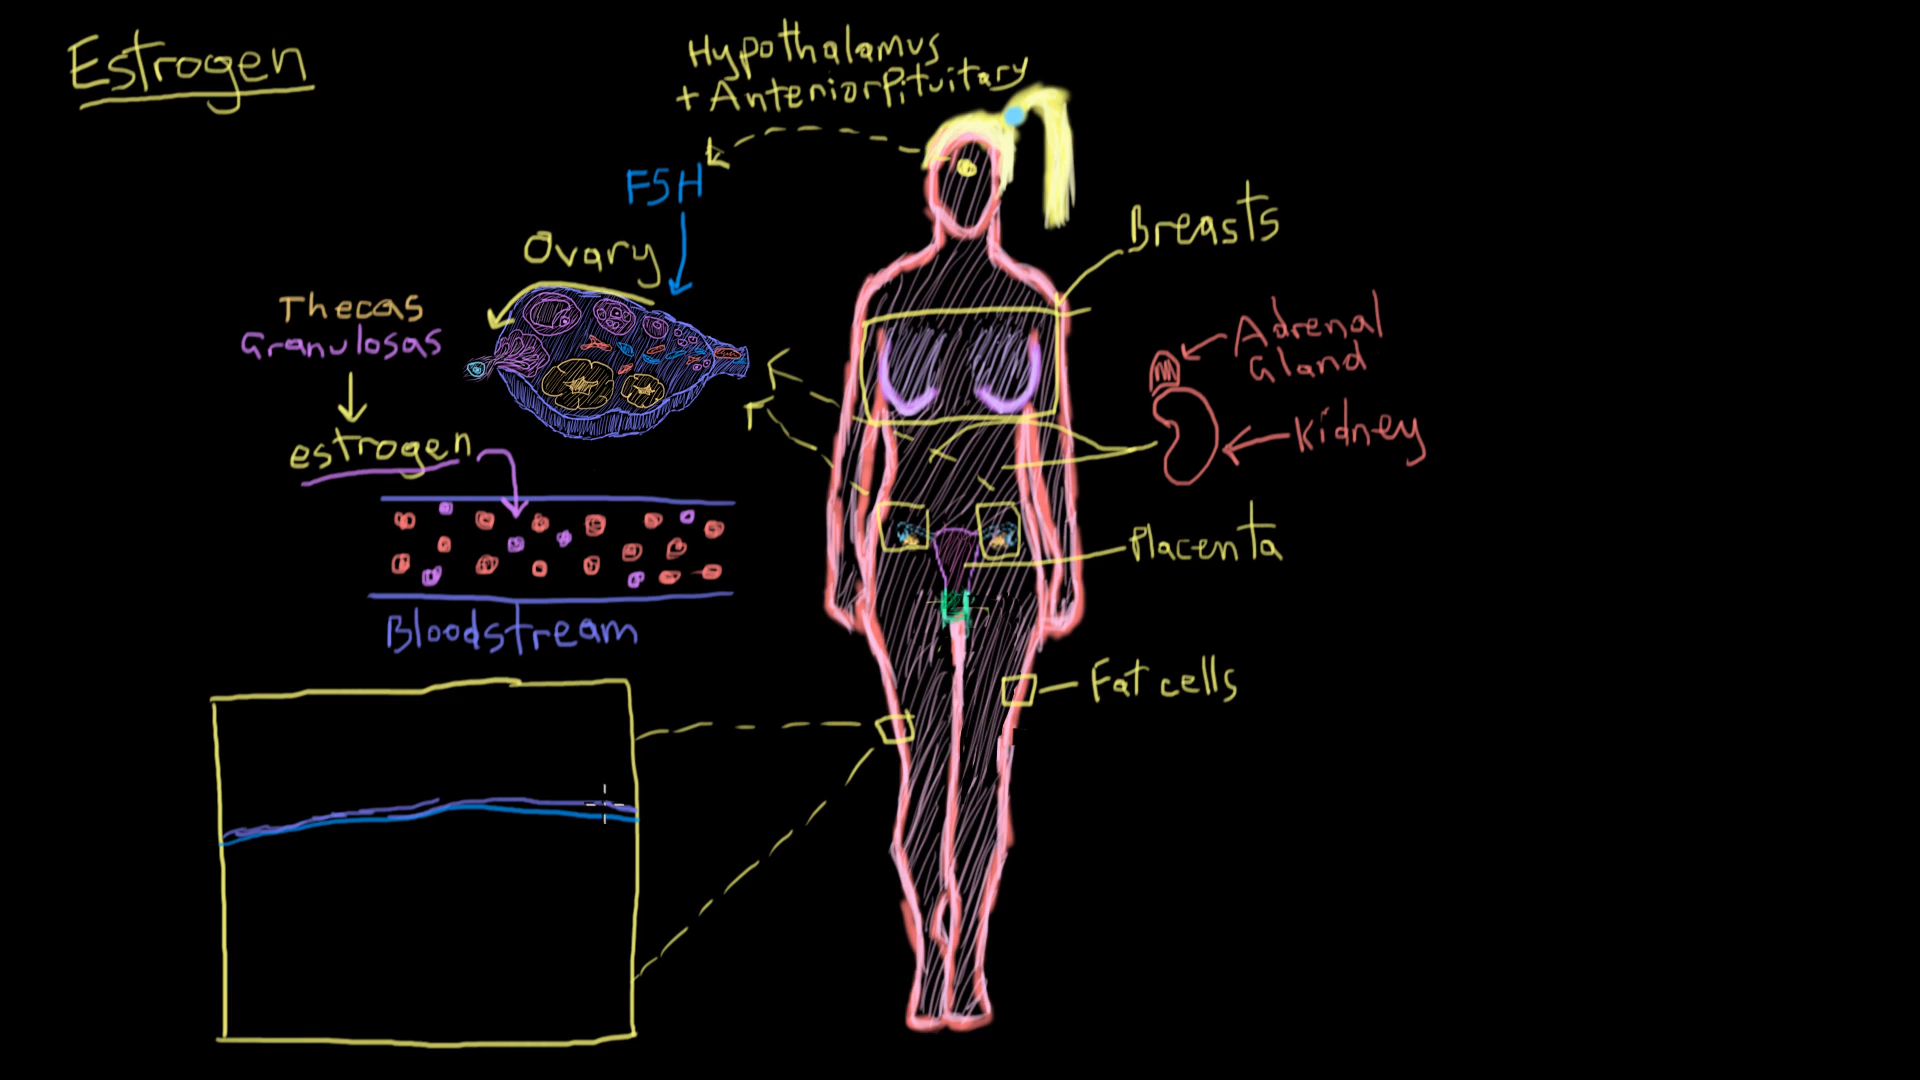 Estrogen
Hypothalamus
+ Anterior Pituitary
FSH
Ovary
Thecas
Granulosas
estrogen
Bloodstream
Breasts
Adrenal
Gland
Kidney
Placenta
Fat cells